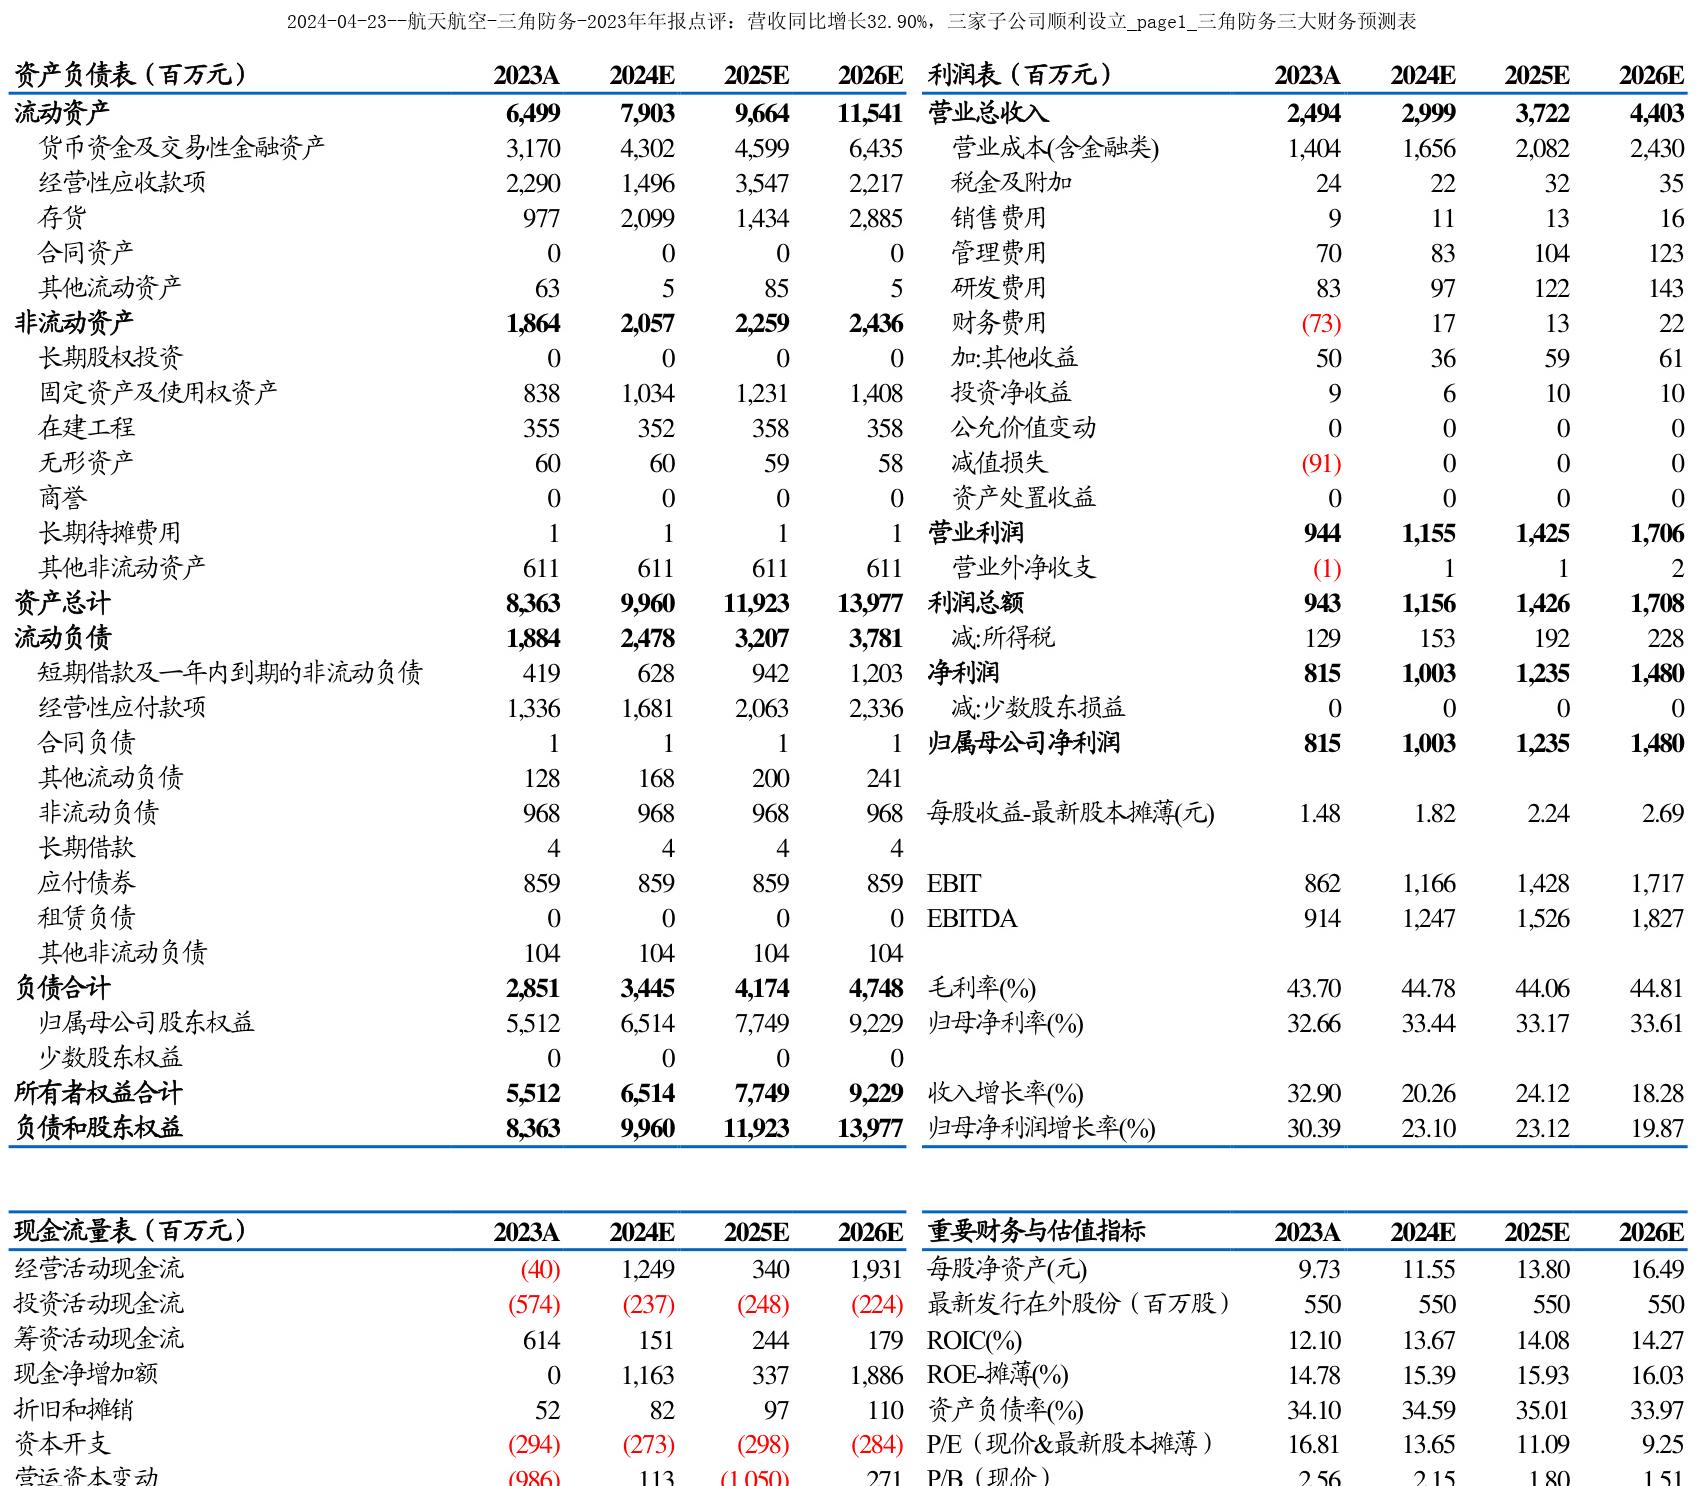 2024-04-23--航天航空-三角防务-2023年年报点评：营收同比增长32.90%，三家子公司顺利设立_page1_三角防务三大财务预测表
资产负债表（百万元） 2023A 2024E 2025E 2026E 利润表（百万元） 2023A 2024E 2025E 2026E
流动资产 6,499 7,903 9,664 11,541 营业总收入 2,494 2,999 3,722 4,403
货币资金及交易性金融资产 3,170 4,302 4,599 6,435 营业成本(含金融类) 1,404 1,656 2,082 2,430
经营性应收款项 2,290 1,496 3,547 2,217 税金及附加 24 22 32 35
存货 977 2,099 1,434 2,885 销售费用 9 11 13 16
合同资产 0 0 0 0 管理费用 70 83 104 123
其他流动资产 63 5 85 5 研发费用 83 97 122 143
非流动资产 1,864 2,057 2,259 2,436 财务费用 (73) 17 13 22
长期股权投资 0 0 0 0 加:其他收益 50 36 59 61
固定资产及使用权资产 838 1,034 1,231 1,408 投资净收益 9 6 10 10
在建工程 355 352 358 358 公允价值变动 0 0 0 0
无形资产 60 60 59 58 减值损失 (91) 0 0 0
商誉 0 0 0 0 资产处置收益 0 0 0 0
长期待摊费用 1 1 1 1 营业利润 944 1,155 1,425 1,706
其他非流动资产 611 611 611 611 营业外净收支 (1) 1 1 2
资产总计 8,363 9,960 11,923 13,977 利润总额 943 1,156 1,426 1,708
流动负债 1,884 2,478 3,207 3,781 减:所得税 129 153 192 228
短期借款及一年内到期的非流动负债 419 628 942 1,203 净利润 815 1,003 1,235 1,480
经营性应付款项 1,336 1,681 2,063 2,336 减:少数股东损益 0 0 0 0
合同负债 1 1 1 1 归属母公司净利润 815 1,003 1,235 1,480
其他流动负债 128 168 200 241
非流动负债 968 968 968 968 每股收益-最新股本摊薄(元) 1.48 1.82 2.24 2.69
长期借款 4 4 4 4
应付债券 859 859 859 859 EBIT 862 1,166 1,428 1,717
租赁负债 0 0 0 0 EBITDA 914 1,247 1,526 1,827
其他非流动负债 104 104 104 104
负债合计 2,851 3,445 4,174 4,748 毛利率(%) 43.70 44.78 44.06 44.81
归属母公司股东权益 5,512 6,514 7,749 9,229 归母净利率(%) 32.66 33.44 33.17 33.61
少数股东权益 0 0 0 0
所有者权益合计 5,512 6,514 7,749 9,229 收入增长率(%) 32.90 20.26 24.12 18.28
负债和股东权益 8,363 9,960 11,923 13,977 归母净利润增长率(%) 30.39 23.10 23.12 19.87
现金流量表（百万元） 2023A 2024E 2025E 2026E 重要财务与估值指标 2023A 2024E 2025E 2026E
经营活动现金流 (40) 1,249 340 1,931 每股净资产(元) 9.73 11.55 13.80 16.49
投资活动现金流 (574) (237) (248) (224) 最新发行在外股份（百万股） 550 550 550 550
筹资活动现金流 614 151 244 179 ROIC(%) 12.10 13.67 14.08 14.27
现金净增加额 0 1,163 337 1,886 ROE-摊薄(%) 14.78 15.39 15.93 16.03
折旧和摊销 52 82 97 110 资产负债率(%) 34.10 34.59 35.01 33.97
资本开支 (294) (273) (298) (284) P/E（现价&最新股本摊薄） 16.81 13.65 11.09 9.25
营运资本变动 (986) 113 (1,050) 271 P/B（现价） 2.56 2.15 1.80 1.51